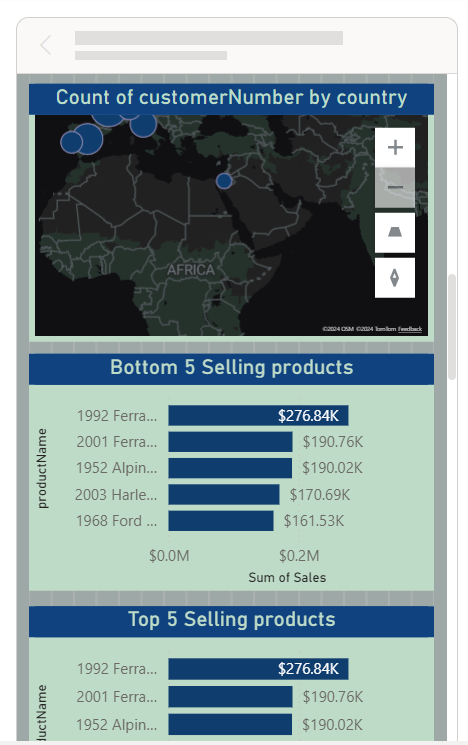 Count of customerNumber by country
AFRICA
©2024 OSM ©2024 TomTom Feedback
Bottom 5 Selling products
productName
1992 Ferra... $276.84K
2001 Ferra... $190.76K
1952 Alpin... $190.02K
2003 Harle... $170.69K
1968 Ford ... $161.53K
$0.0M $0.2M
Sum of Sales
Top 5 Selling products
ductName
1992 Ferra... $276.84K
2001 Ferra... $190.76K
1952 Alpin... $190.02K